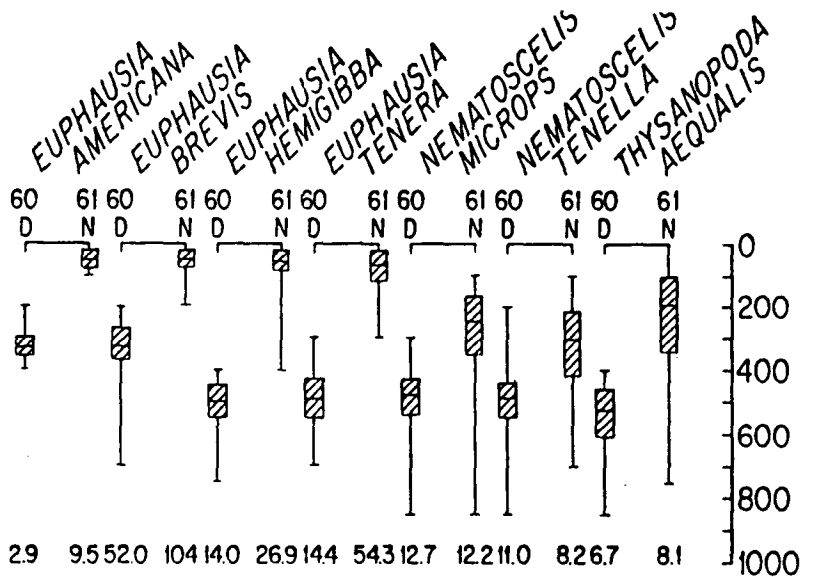 EUPHAUSIA
AMERICANA
EUPHAUSIA
BREVIS
EUPHAUSIA
HEMIGIBBA
EUPHAUSIA
TENERA
NEMATOSCELIS
MICROPS
NEMATOSCELIS
TENELLA
THYSANOPODA
AEQUALIS
60 61 60 61 60 61 60 61 60 61 60 61 60 61
D N D N D N D N D N D N D N
0
200
400
600
800
1000
2.9 9.5 52.0 104 14.0 26.9 14.4 54.3 12.7 12.2 11.0 8.2 6.7 8.1